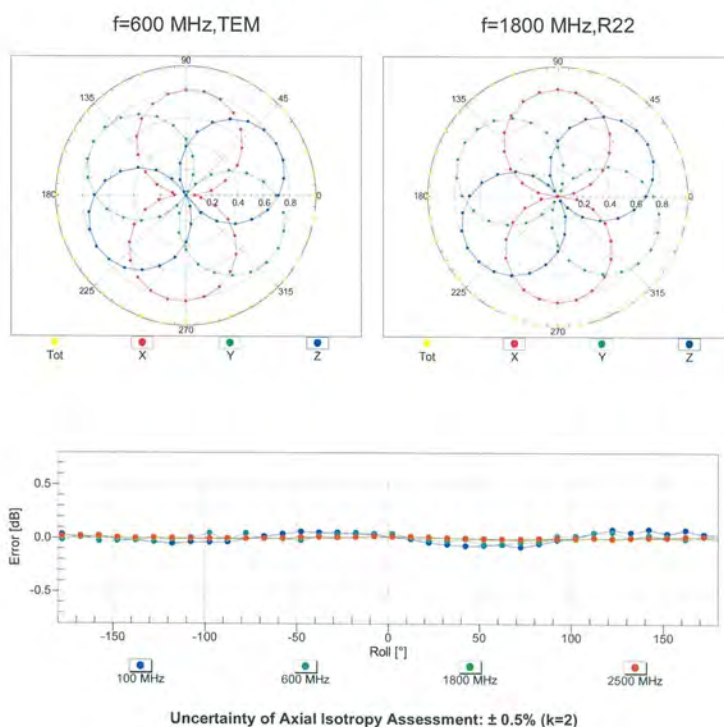 f=600 MHz,TEM
f=1800 MHz,R22
90
135
45
180
0.2 0.4 0.6 0.8
0
225
315
270
Tot X Y Z
90
135
45
180
0.2 0.4 0.6 0.8
0
225
315
270
Tot X Y Z
Error [dB]
0.5
0.0
-0.5
-150 -100 -50 0 50 100 150
Roll [°]
100 MHz 600 MHz 1800 MHz 2500 MHz
Uncertainty of Axial Isotropy Assessment: ± 0.5% (k=2)